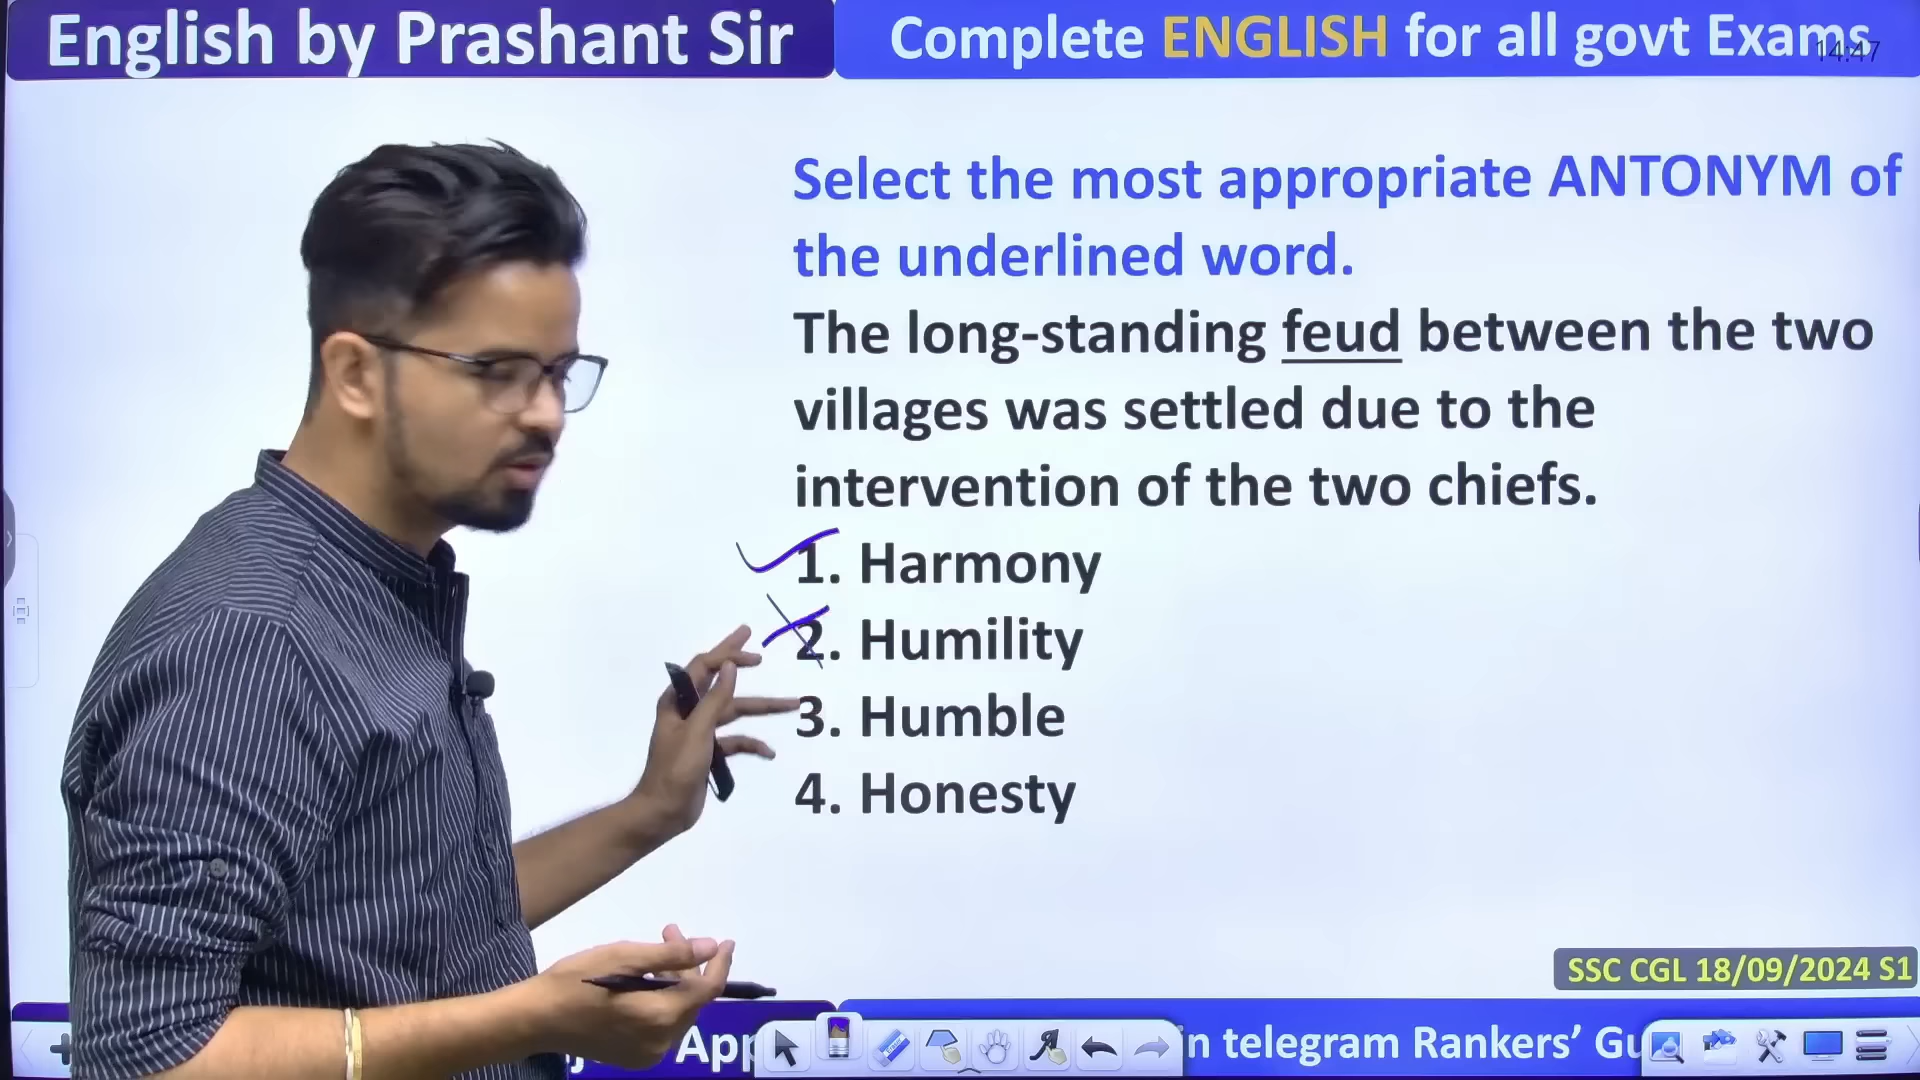 English by Prashant Sir
Complete ENGLISH for all govt Exams
14:47
Select the most appropriate ANTONYM of
the underlined word.
The long-standing feud between the two
villages was settled due to the
intervention of the two chiefs.
1. Harmony
2. Humility
3. Humble
4. Honesty
SSC CGL 18/09/2024 S1
in telegram Rankers’